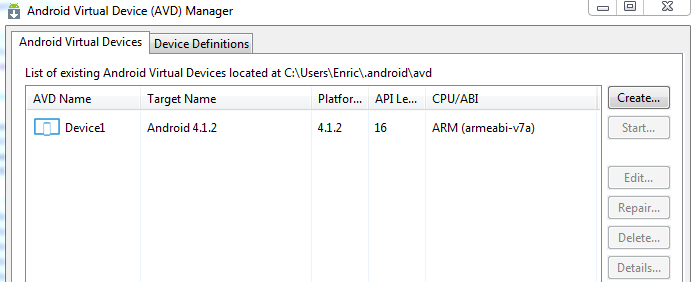 Android Virtual Device (AVD) Manager
Android Virtual Devices Device Definitions
List of existing Android Virtual Devices located at C:\Users\Enric\.android\avd
AVD Name Target Name Platfor... API Le... CPU/ABI
Device1 Android 4.1.2 4.1.2 16 ARM (armeabi-v7a)
Create...
Start...
Edit...
Repair...
Delete...
Details...